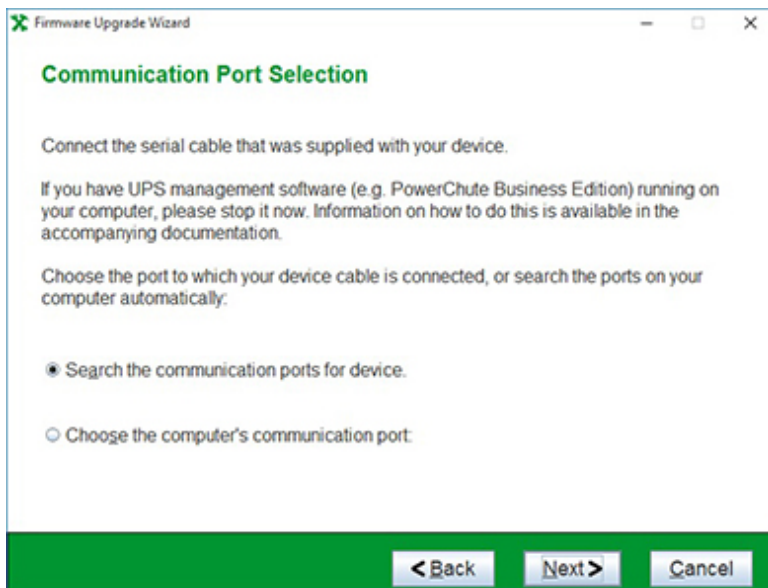 Firmware Upgrade Wizard
Communication Port Selection
Connect the serial cable that was supplied with your device.
If you have UPS management software (e.g. PowerChute Business Edition) running on
your computer, please stop it now. Information on how to do this is available in the
accompanying documentation.
Choose the port to which your device cable is connected, or search the ports on your
computer automatically:
Search the communication ports for device.
Choose the computer's communication port:
< Back
Next >
Cancel